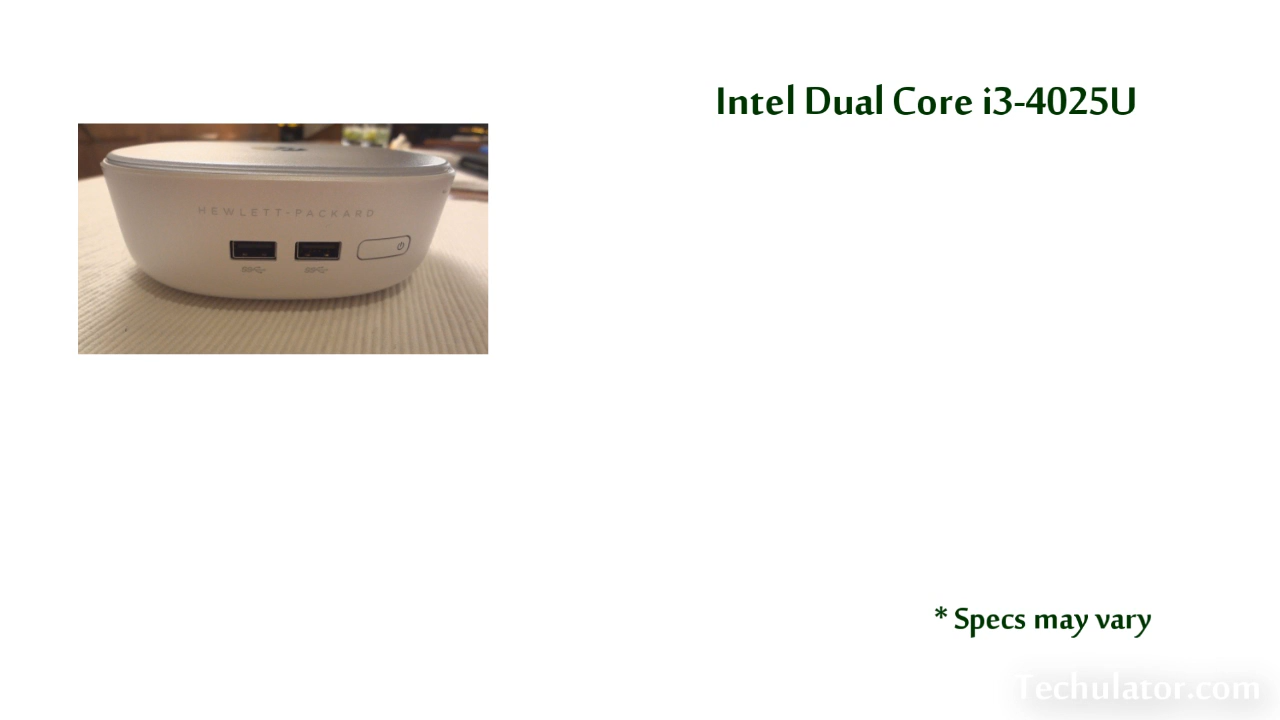 Intel Dual Core i3-4025U
HEWLETT-PACKARD
* Specs may vary
Techulator.com